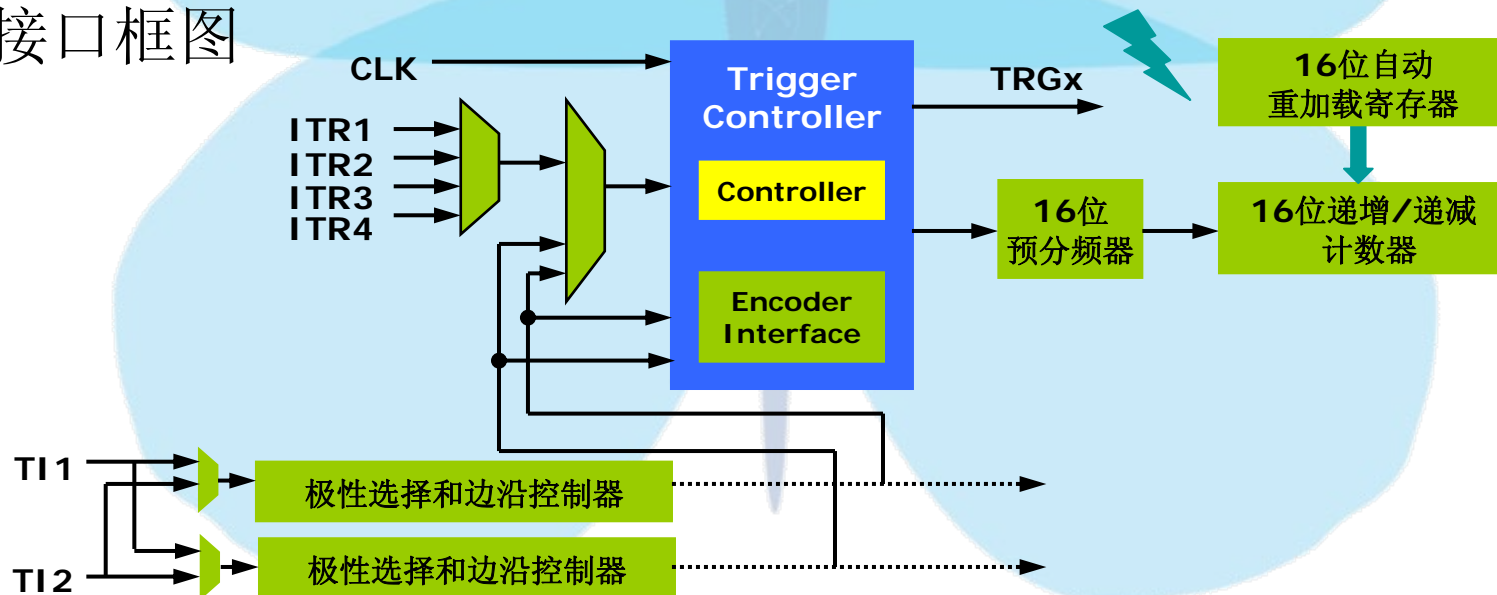 接口框图
CLK
ITR1
ITR2
ITR3
ITR4
Trigger
Controller
Controller
Encoder
Interface
TRGx
16位自动
重加载寄存器
16位
预分频器
16位递增/递减
计数器
TI1
极性选择和边沿控制器
TI2
极性选择和边沿控制器